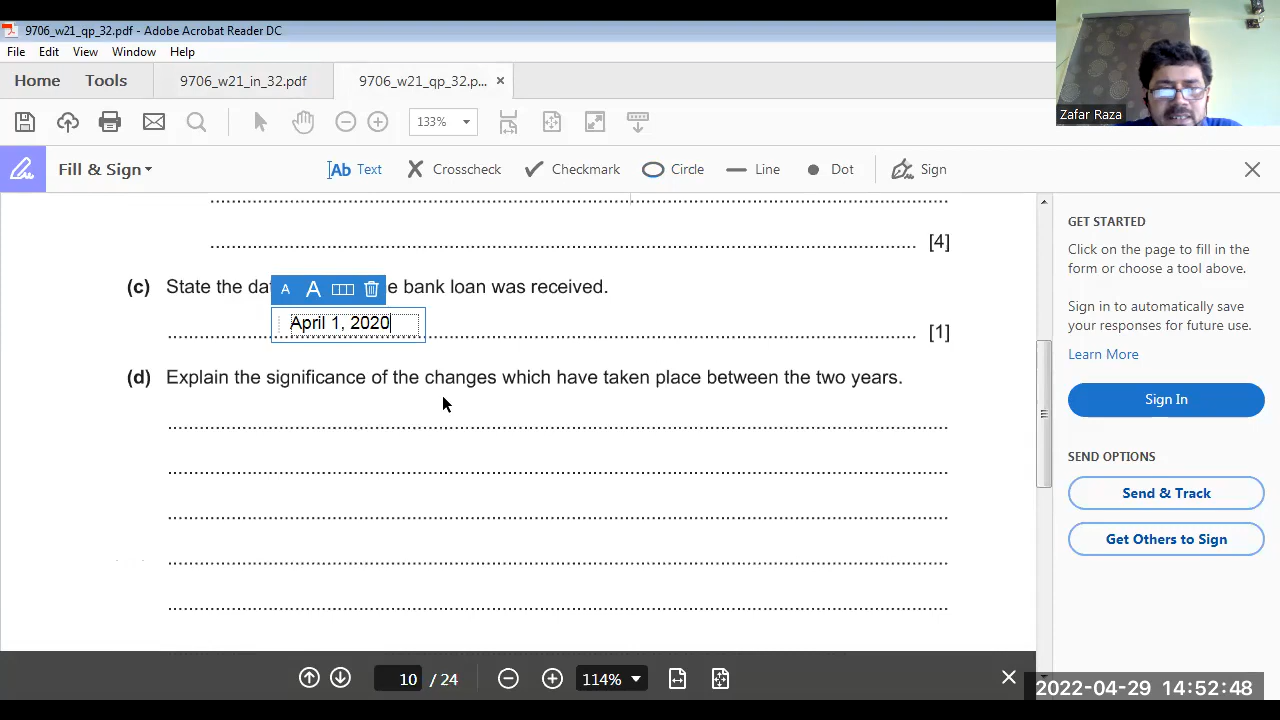 9706_w21_qp_32.pdf - Adobe Acrobat Reader DC
File Edit View Window Help
Home Tools 9706_w21_in_32.pdf 9706_w21_qp_32.p... ×
133%
Zafar Raza
Fill & Sign Ab Text Crosscheck Checkmark Circle Line Dot Sign
[4]
(c) State the da e bank loan was received.
A A
April 1, 2020
[1]
(d) Explain the significance of the changes which have taken place between the two years.
GET STARTED
Click on the page to fill in the
form or choose a tool above.
Sign in to automatically save
your responses for future use.
Learn More
Sign In
SEND OPTIONS
Send & Track
Get Others to Sign
10 / 24 114%
2022-04-29 14:52:48